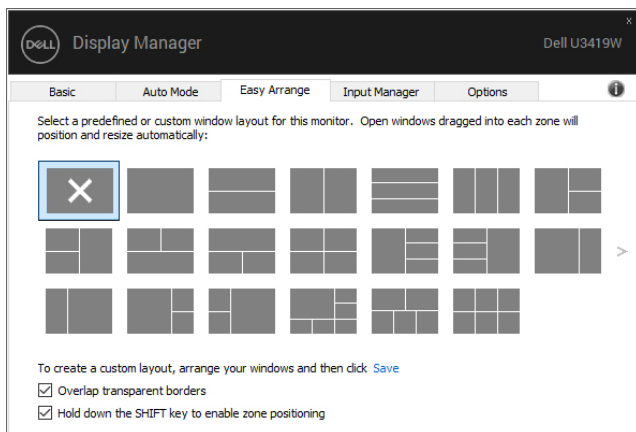 DELL Display Manager
Dell U3419W
Basic Auto Mode Easy Arrange Input Manager Options
Select a predefined or custom window layout for this monitor. Open windows dragged into each zone will
position and resize automatically:
To create a custom layout, arrange your windows and then click Save
Overlap transparent borders
Hold down the SHIFT key to enable zone positioning